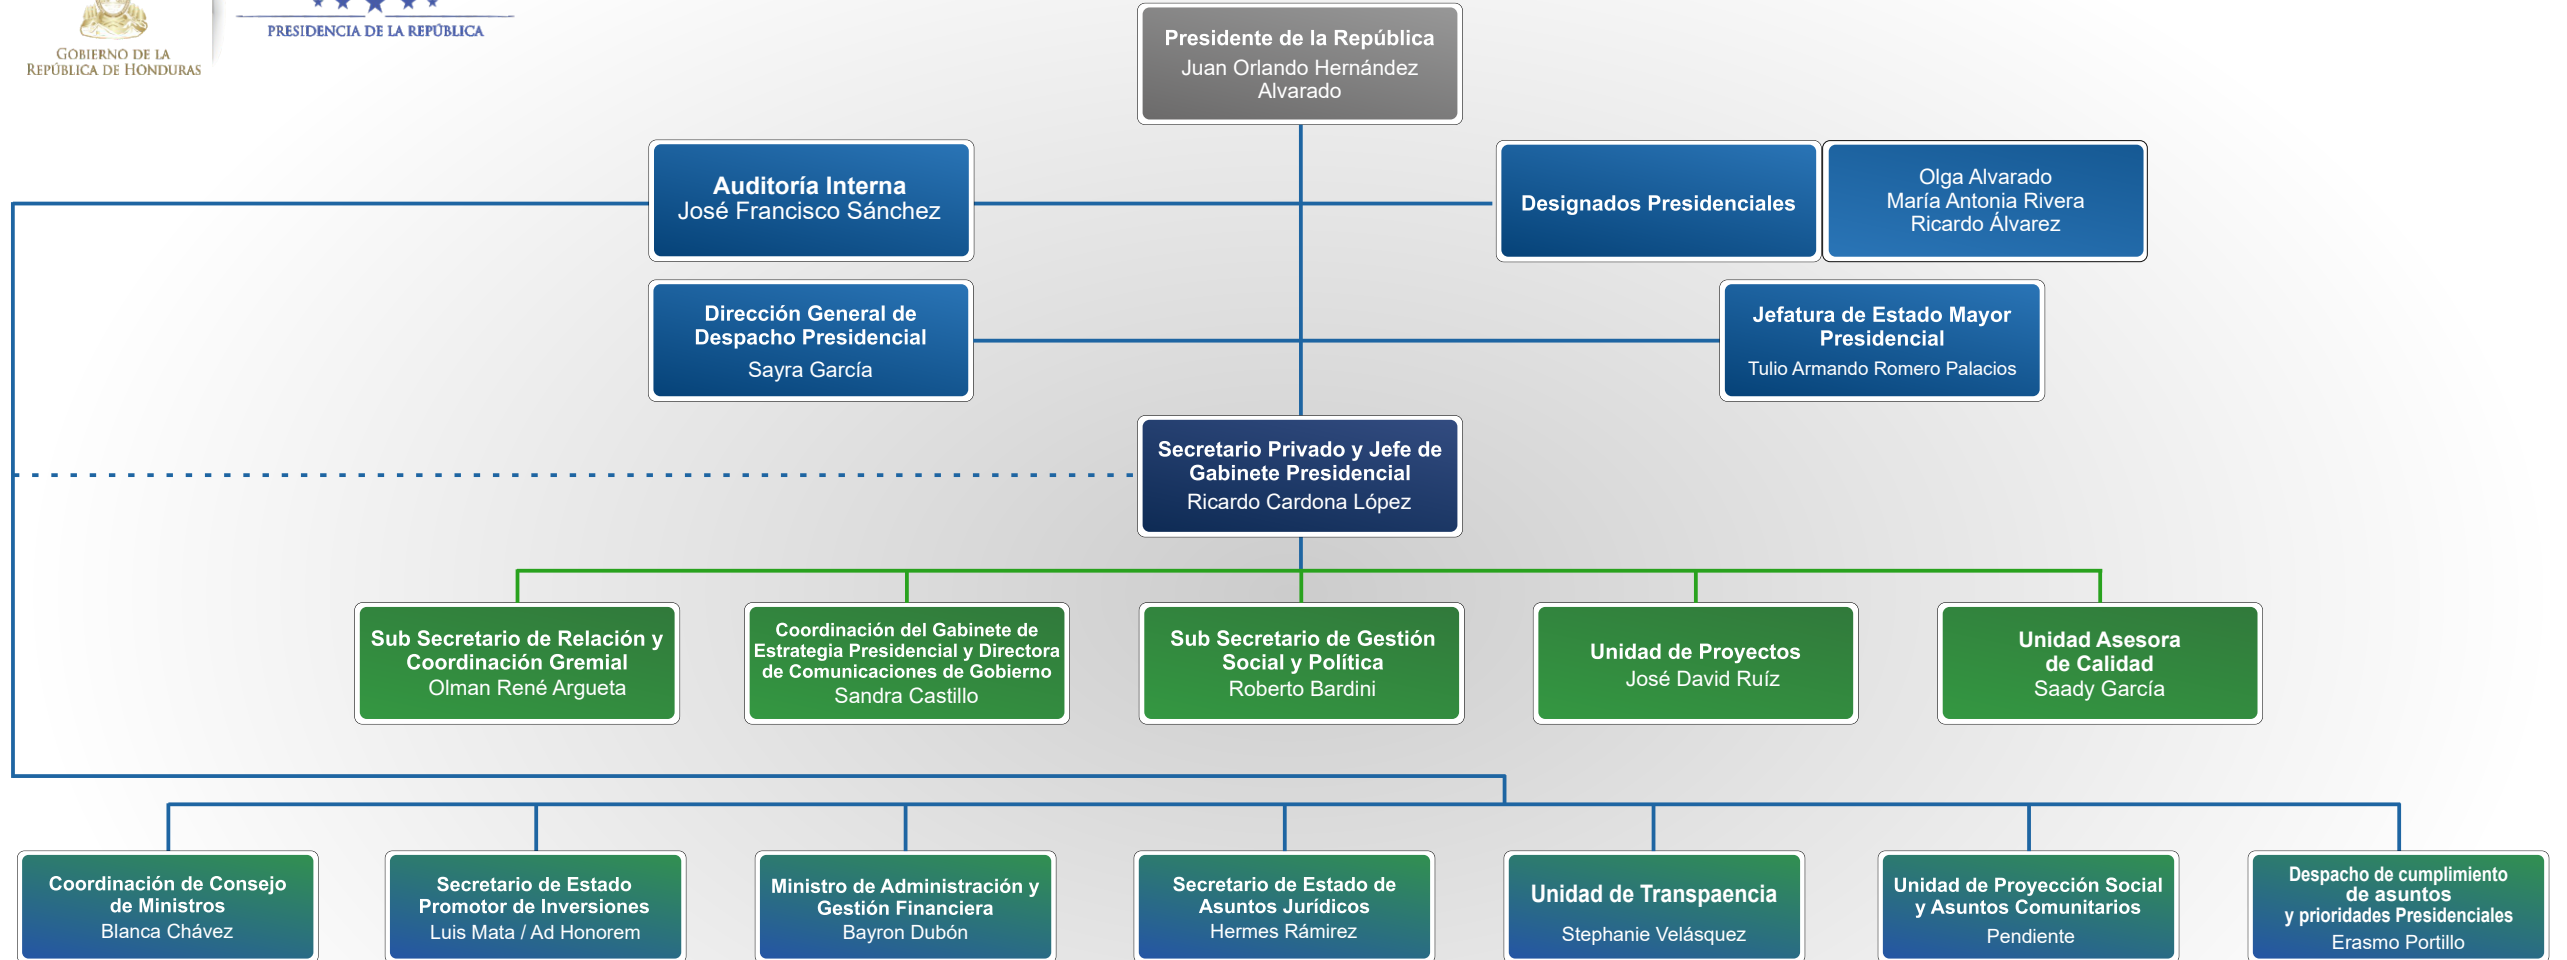 GOBIERNO DE LA
REPÚBLICA DE HONDURAS
PRESIDENCIA DE LA REPÚBLICA
Presidente de la República
Juan Orlando Hernández
Alvarado
Auditoría Interna
José Francisco Sánchez
Designados Presidenciales
Olga Alvarado
María Antonia Rivera
Ricardo Álvarez
Dirección General de
Despacho Presidencial
Sayra García
Jefatura de Estado Mayor
Presidencial
Tulio Armando Romero Palacios
Secretario Privado y Jefe de
Gabinete Presidencial
Ricardo Cardona López
Sub Secretario de Relación y
Coordinación Gremial
Olman René Argueta
Coordinación del Gabinete de
Estrategia Presidencial y Directora
de Comunicaciones de Gobierno
Sandra Castillo
Sub Secretario de Gestión
Social y Política
Roberto Bardini
Unidad de Proyectos
José David Ruíz
Unidad Asesora
de Calidad
Saady García
Coordinación de Consejo
de Ministros
Blanca Chávez
Secretario de Estado
Promotor de Inversiones
Luis Mata / Ad Honorem
Ministro de Administración y
Gestión Financiera
Bayron Dubón
Secretario de Estado de
Asuntos Jurídicos
Hermes Rámirez
Unidad de Transpaencia
Stephanie Velásquez
Unidad de Proyección Social
y Asuntos Comunitarios
Pendiente
Despacho de cumplimiento
de asuntos
y prioridades Presidenciales
Erasmo Portillo